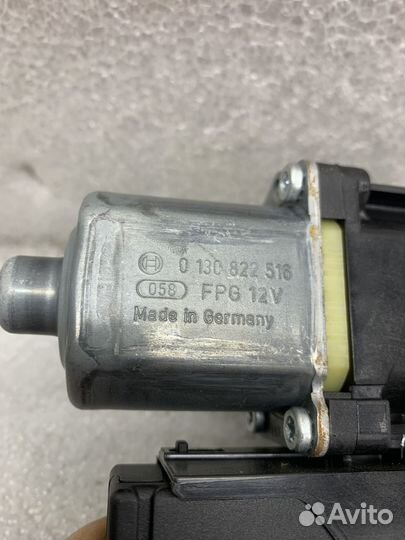 0 130 822 516
058 FPG 12V
Made in Germany
Avito